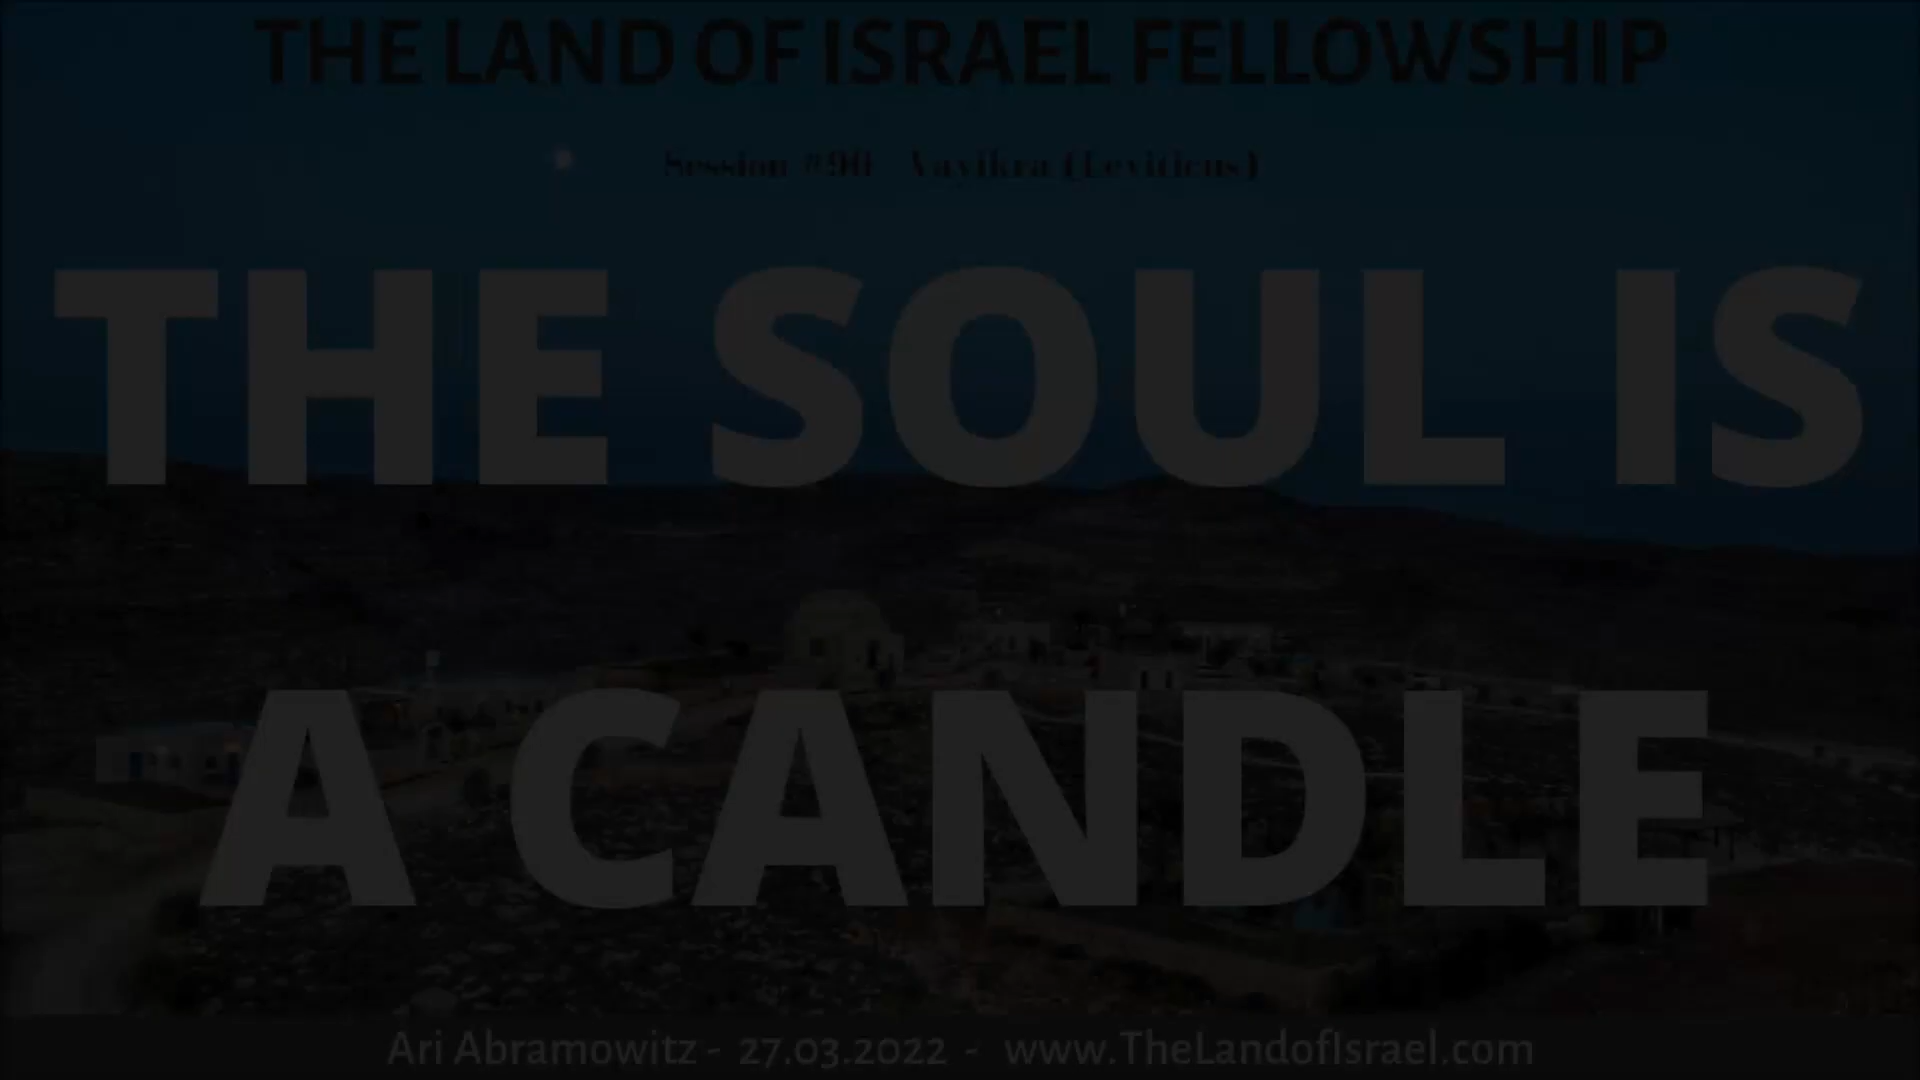 THE LAND OF ISRAEL FELLOWSHIP
Session #90 Vayikra (Leviticus)
THE SOUL IS
A CANDLE
Ari Abramowitz - 27.03.2022 - www.TheLandofIsrael.com